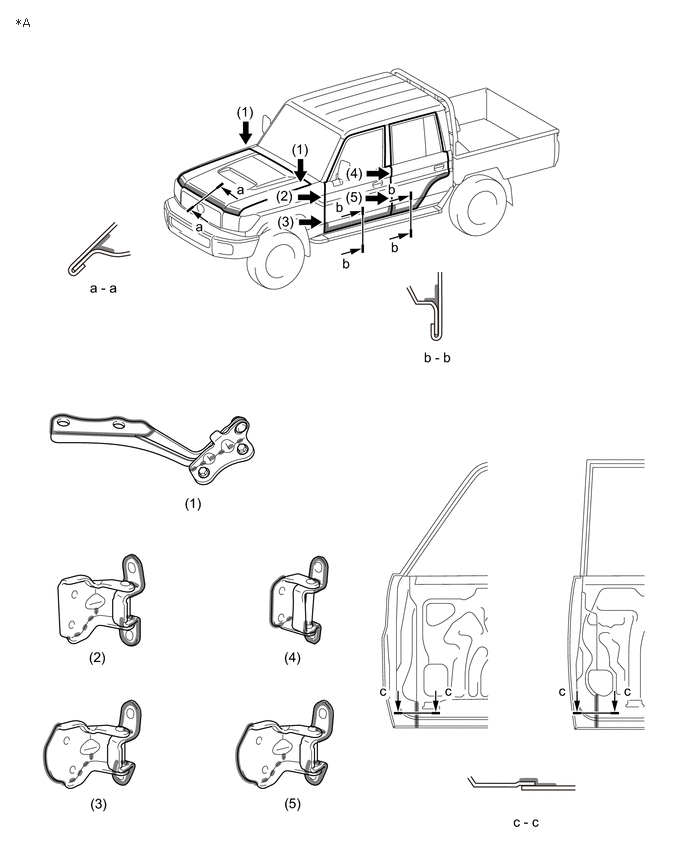 *A
(1)
(1)
a
(4)
(2)
(5)
b
b
(3)
a
b
b
a - a
b - b
(1)
(2)
(4)
c
c
c
c
(3)
(5)
c - c